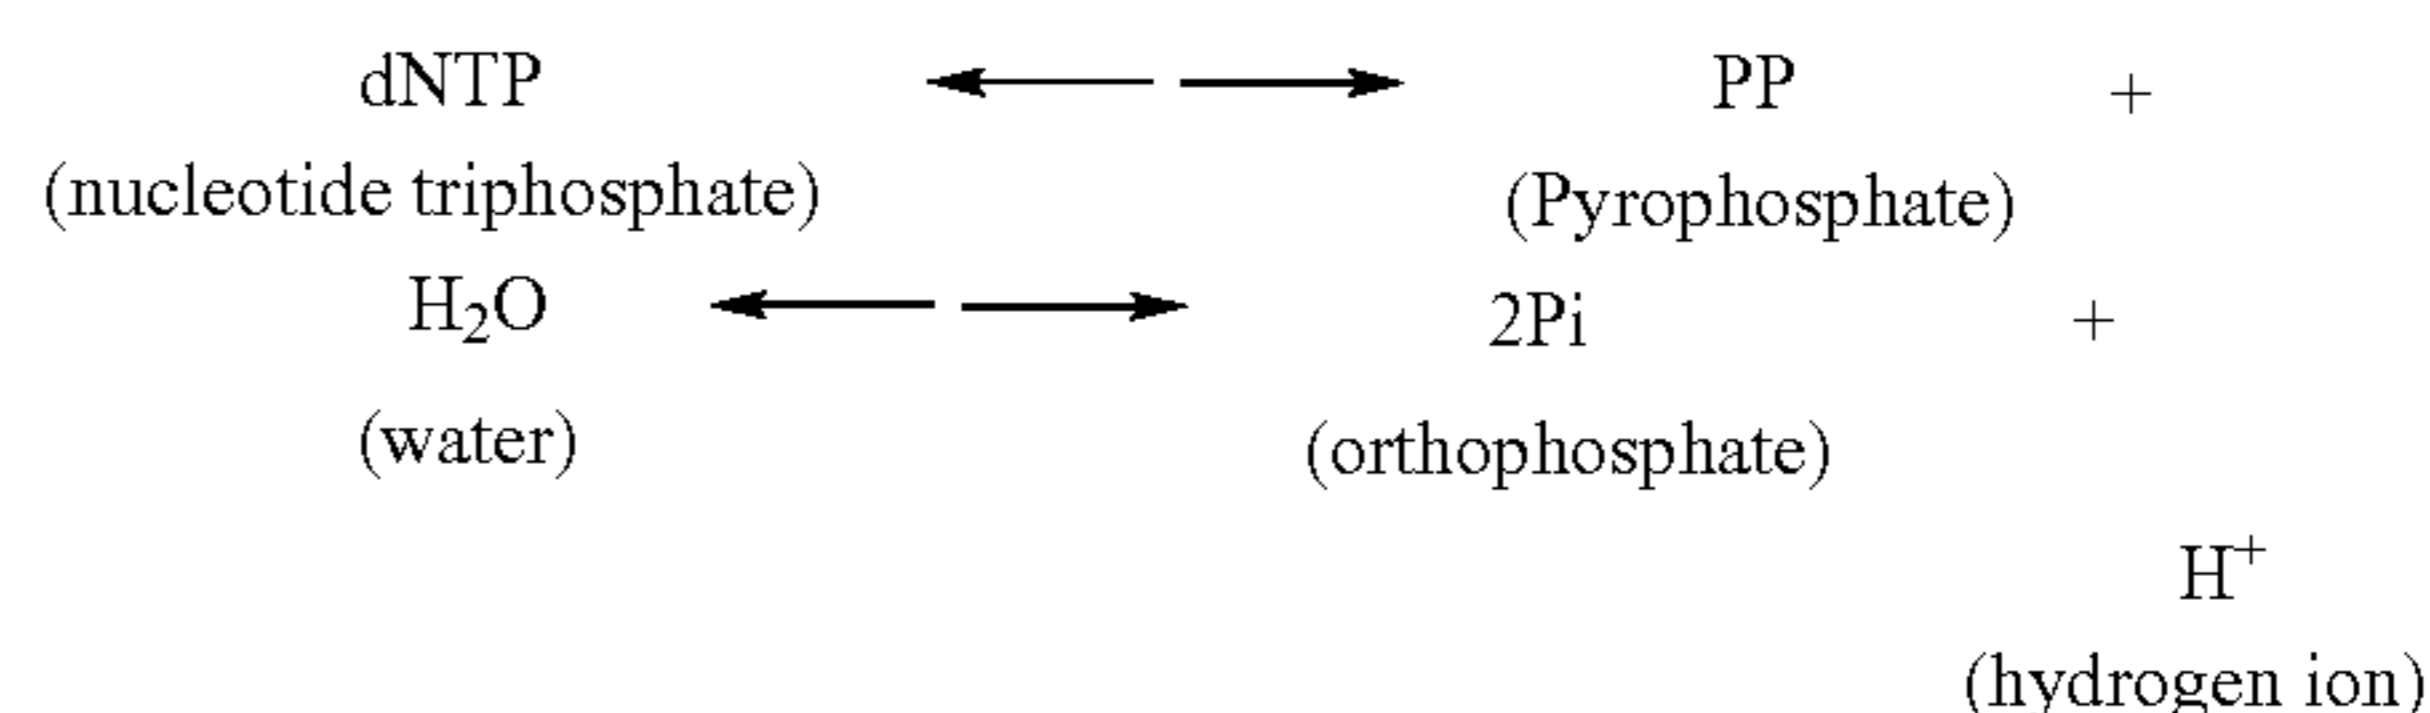 dNTP PP +
(nucleotide triphosphate) (Pyrophosphate)
H₂O 2Pi +
(water) (orthophosphate)
H⁺
(hydrogen ion)